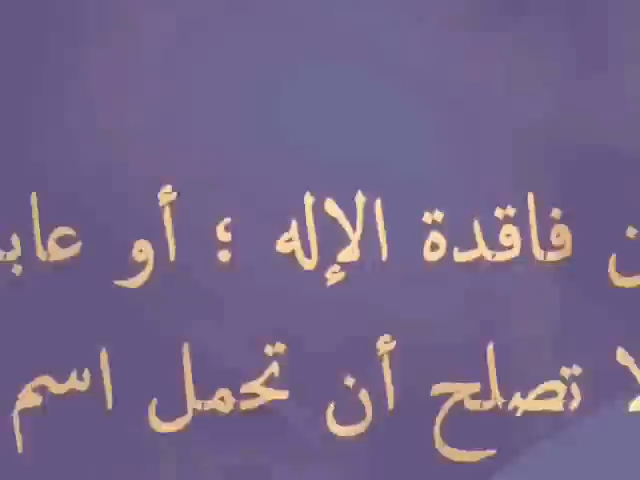 فاقدة الإله ؛ أو
تصلح أن تحمل اسم